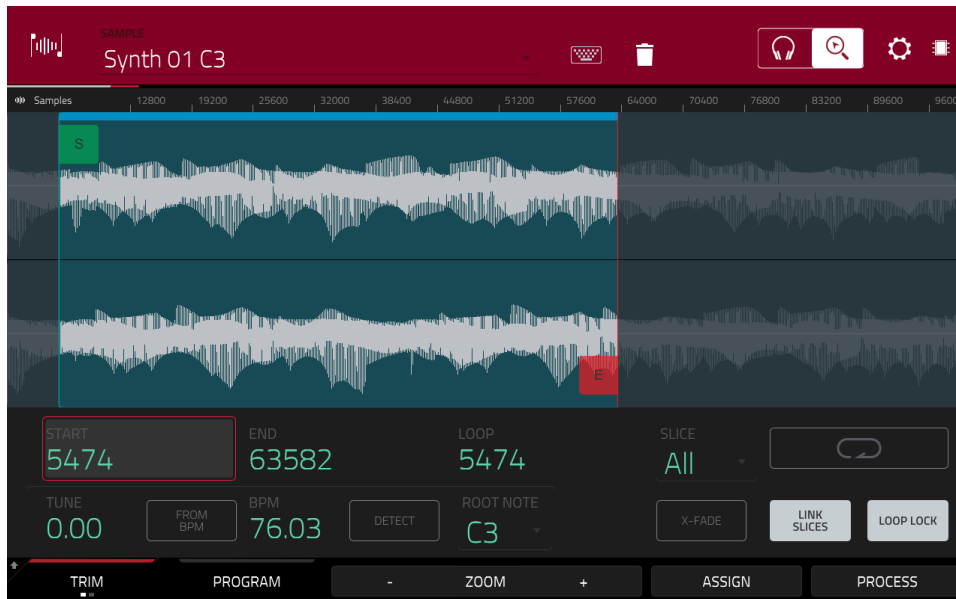 SAMPLE
Synth 01 C3
Samples 12800 19200 25600 32000 38400 44800 51200 57600 64000 70400 76800 83200 89600 9600
S
E
START END LOOP SLICE
5474 63582 5474 All
TUNE FROM BPM BPM DETECT ROOT NOTE X-FADE LINK SLICES LOOP LOCK
0.00 76.03 C3
TRIM PROGRAM - ZOOM + ASSIGN PROCESS